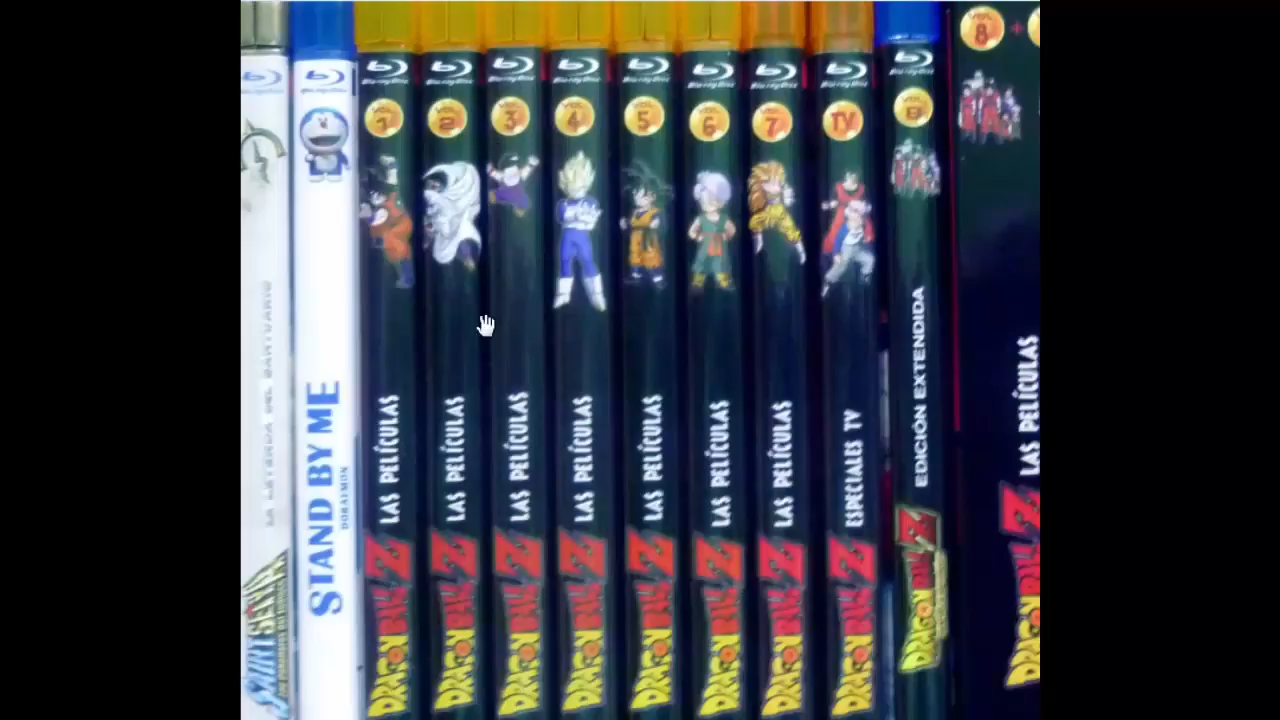 Blu-ray Disc
LA LEYENDA DEL SANTUARIO
SAINT SEIYA
STAND BY ME
DORAEMON
Blu-ray Disc
VOL. 1
LAS PELÍCULAS
DRAGON BALL Z
Blu-ray Disc
VOL. 2
LAS PELÍCULAS
DRAGON BALL Z
Blu-ray Disc
VOL. 3
LAS PELÍCULAS
DRAGON BALL Z
Blu-ray Disc
VOL. 4
LAS PELÍCULAS
DRAGON BALL Z
Blu-ray Disc
VOL. 5
LAS PELÍCULAS
DRAGON BALL Z
Blu-ray Disc
VOL. 6
LAS PELÍCULAS
DRAGON BALL Z
Blu-ray Disc
VOL. 7
LAS PELÍCULAS
DRAGON BALL Z
Blu-ray Disc
TV
ESPECIALES TV
DRAGON BALL Z
Blu-ray Disc
VOL. 8
EDICIÓN EXTENDIDA
DRAGON BALL Z
VOL. 8 +
LAS PELÍCULAS
DRAGON BALL Z